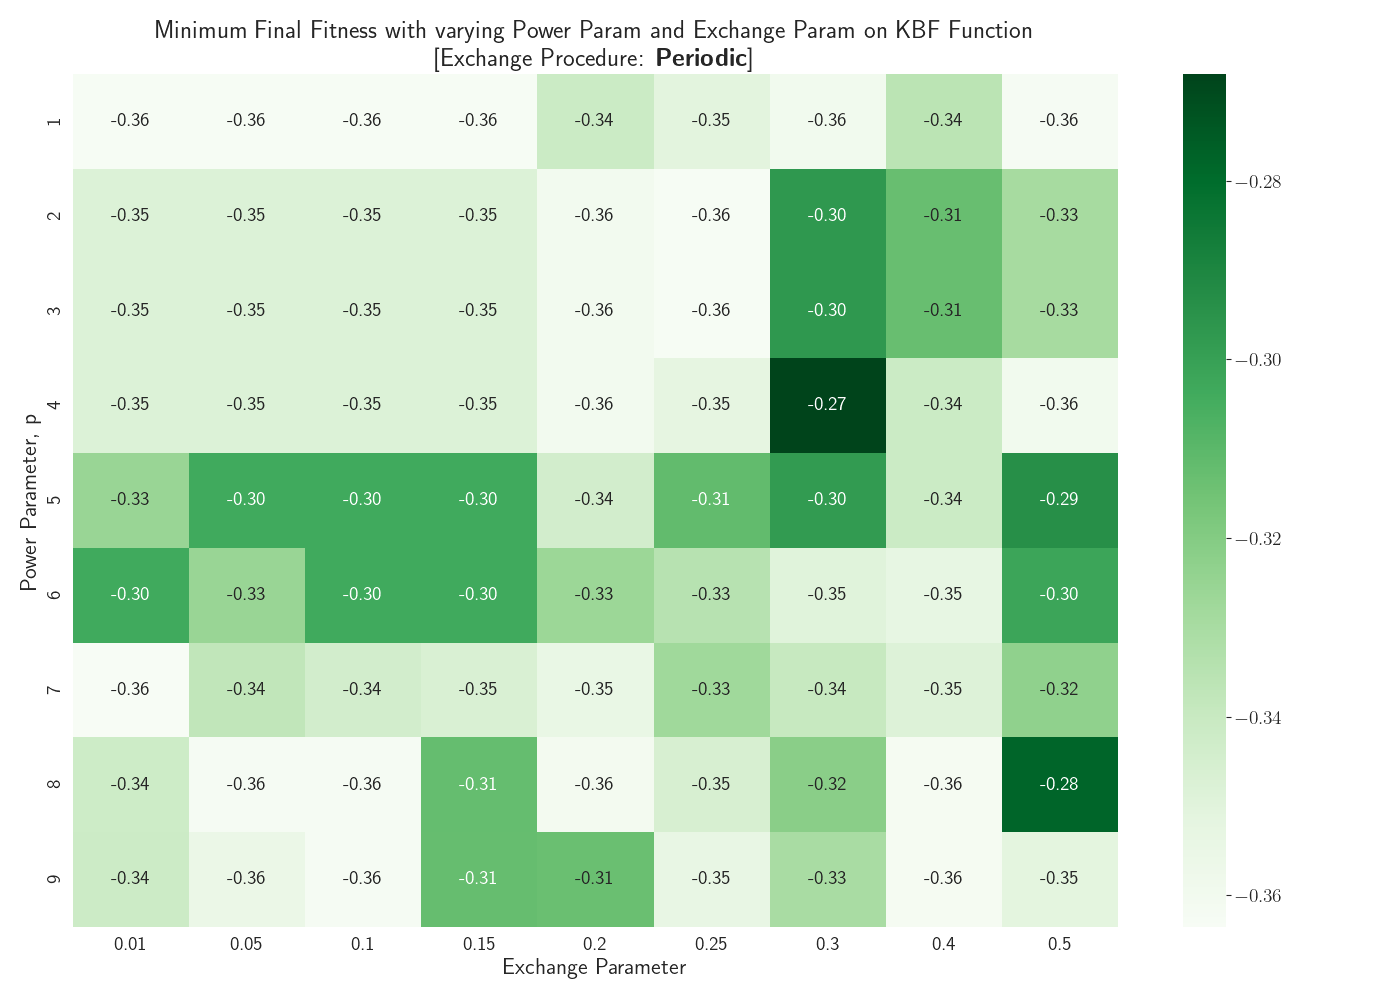 Minimum Final Fitness with varying Power Param and Exchange Param on KBF Function
[Exchange Procedure: Periodic]
1 -0.36 -0.36 -0.36 -0.36 -0.34 -0.35 -0.36 -0.34 -0.36
2 -0.35 -0.35 -0.35 -0.35 -0.36 -0.36 -0.30 -0.31 -0.33
3 -0.35 -0.35 -0.35 -0.35 -0.36 -0.36 -0.30 -0.31 -0.33
4 -0.35 -0.35 -0.35 -0.35 -0.36 -0.35 -0.27 -0.34 -0.36
5 -0.33 -0.30 -0.30 -0.30 -0.34 -0.31 -0.30 -0.34 -0.29
6 -0.30 -0.33 -0.30 -0.30 -0.33 -0.33 -0.35 -0.35 -0.30
7 -0.36 -0.34 -0.34 -0.35 -0.35 -0.33 -0.34 -0.35 -0.32
8 -0.34 -0.36 -0.36 -0.31 -0.36 -0.35 -0.32 -0.36 -0.28
9 -0.34 -0.36 -0.36 -0.31 -0.31 -0.35 -0.33 -0.36 -0.35
0.01 0.05 0.1 0.15 0.2 0.25 0.3 0.4 0.5
Exchange Parameter
Power Parameter, p
−0.28
−0.30
−0.32
−0.34
−0.36